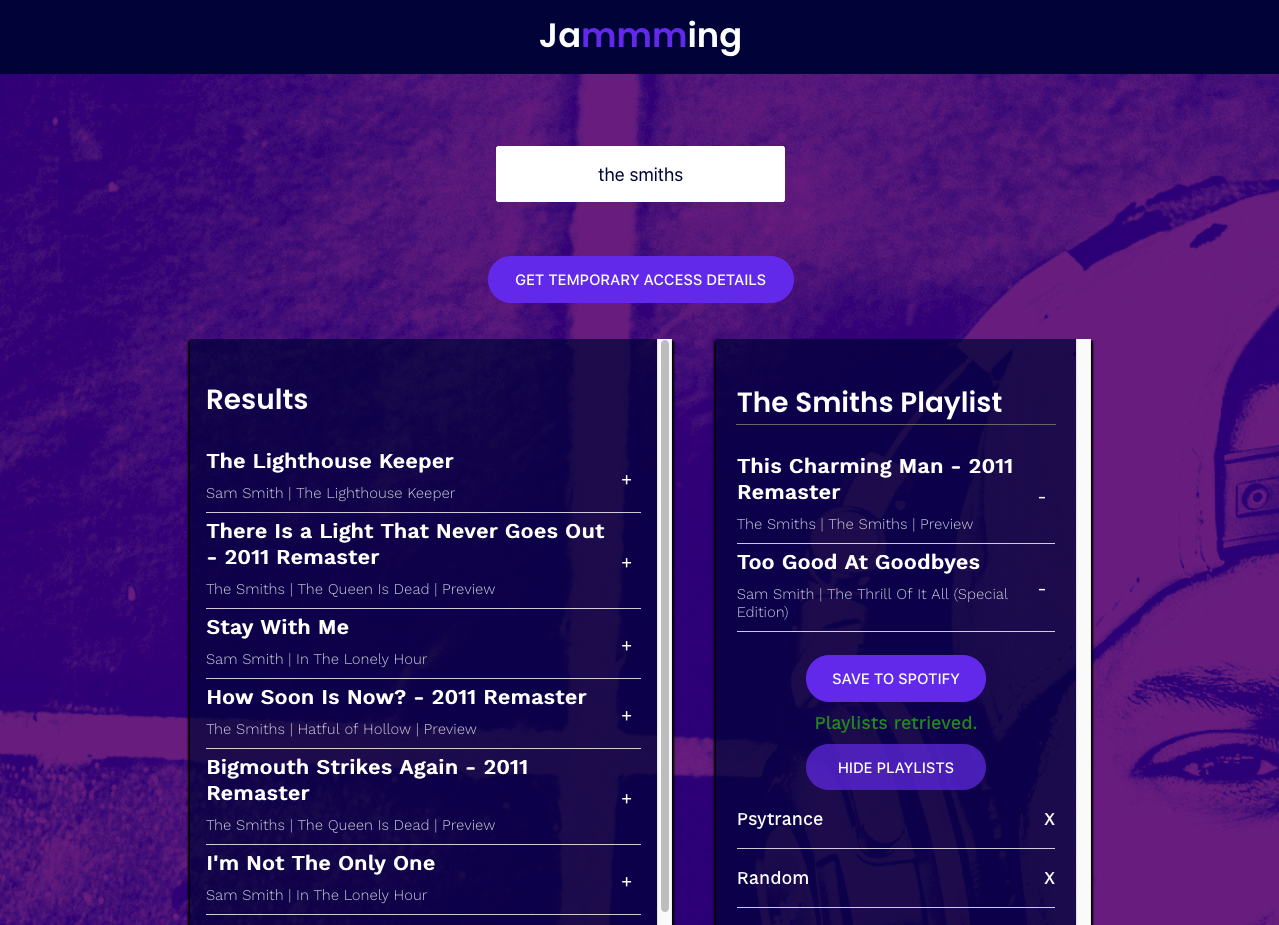 Jammming
the smiths
GET TEMPORARY ACCESS DETAILS
Results
The Lighthouse Keeper
Sam Smith | The Lighthouse Keeper
+
There Is a Light That Never Goes Out
- 2011 Remaster
The Smiths | The Queen Is Dead | Preview
+
Stay With Me
Sam Smith | In The Lonely Hour
+
How Soon Is Now? - 2011 Remaster
The Smiths | Hatful of Hollow | Preview
+
Bigmouth Strikes Again - 2011
Remaster
The Smiths | The Queen Is Dead | Preview
+
I'm Not The Only One
Sam Smith | In The Lonely Hour
+
The Smiths Playlist
This Charming Man - 2011
Remaster
The Smiths | The Smiths | Preview
-
Too Good At Goodbyes
Sam Smith | The Thrill Of It All (Special
Edition)
-
SAVE TO SPOTIFY
Playlists retrieved.
HIDE PLAYLISTS
Psytrance X
Random X